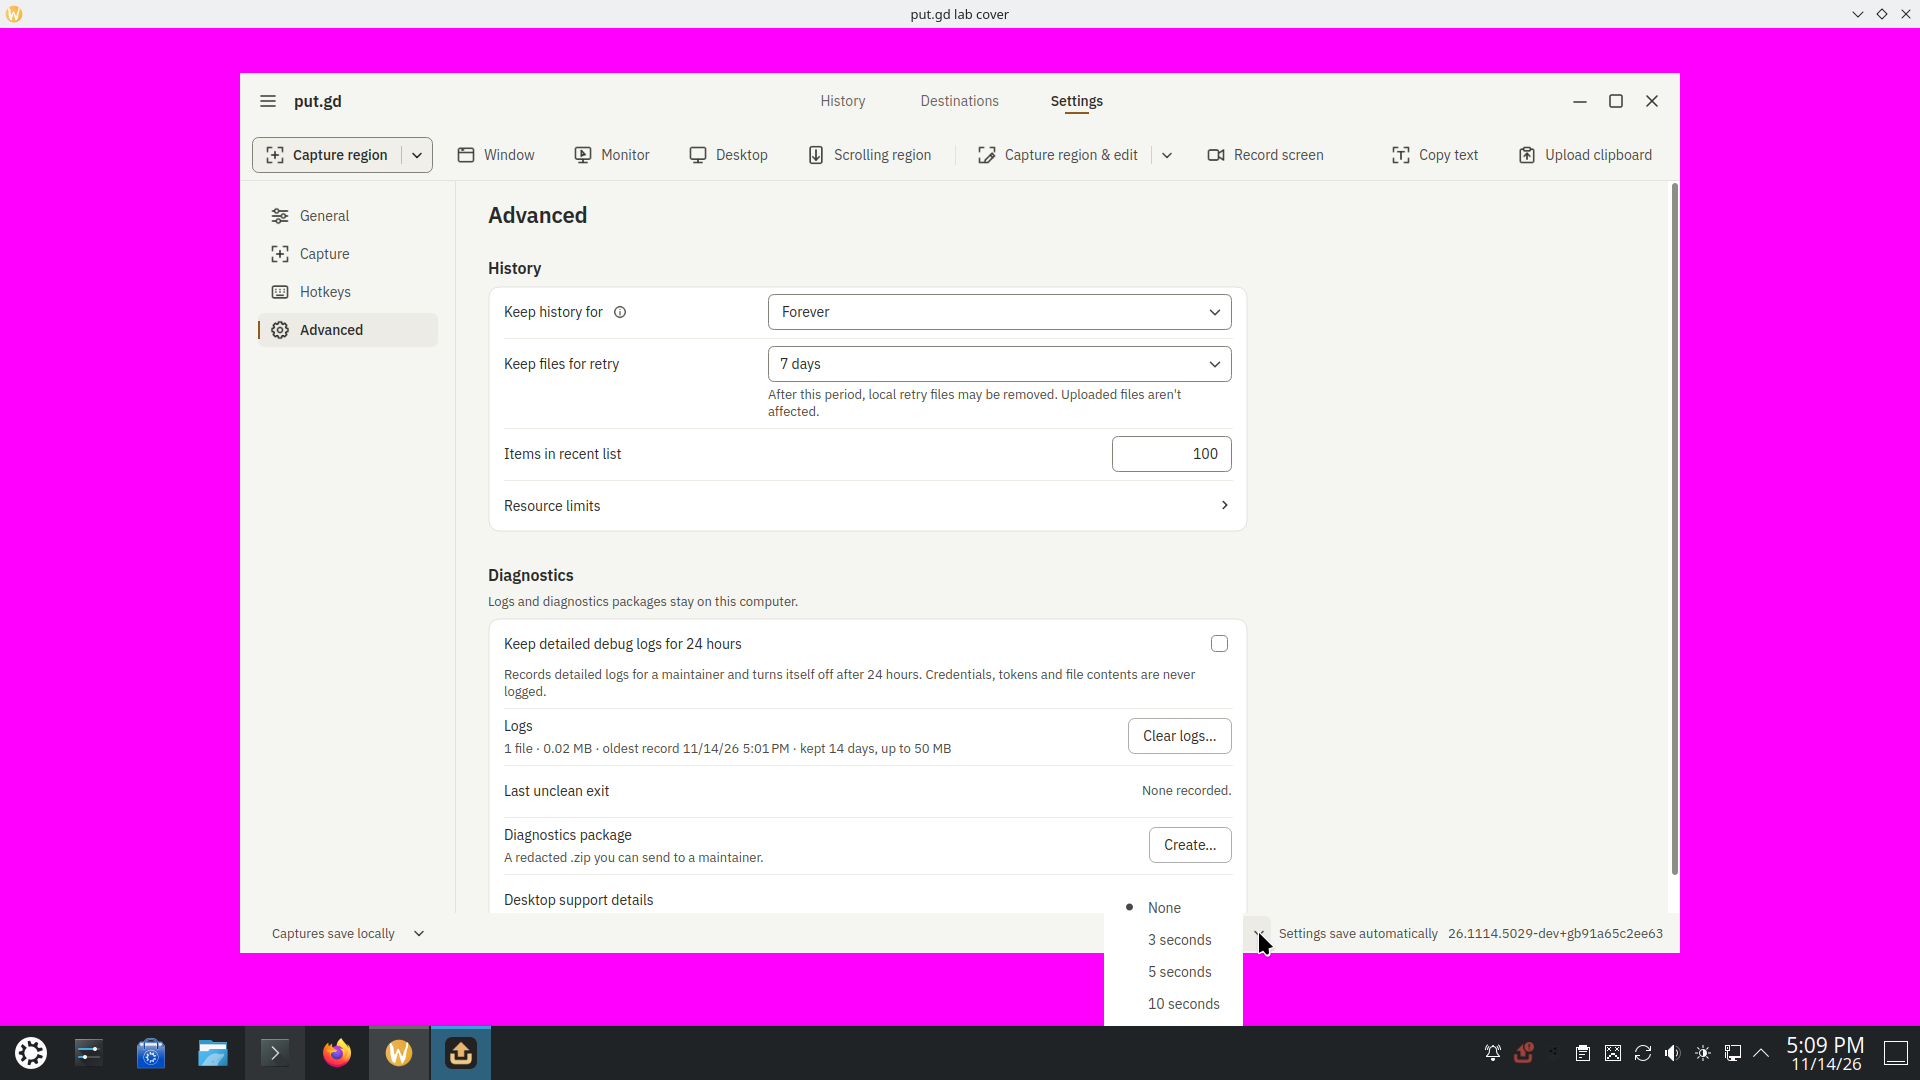 put.gd lab cover
put.gd
History
Destinations
Settings
Capture region
Window
Monitor
Desktop
Scrolling region
Capture region & edit
Record screen
Copy text
Upload clipboard
General
Capture
Hotkeys
Advanced
Advanced
History
Keep history for
Forever
Keep files for retry
7 days
After this period, local retry files may be removed. Uploaded files aren't
affected.
Items in recent list
100
Resource limits
Diagnostics
Logs and diagnostics packages stay on this computer.
Keep detailed debug logs for 24 hours
Records detailed logs for a maintainer and turns itself off after 24 hours. Credentials, tokens and file contents are never
logged.
Logs
1 file · 0.02 MB · oldest record 11/14/26 5:01 PM · kept 14 days, up to 50 MB
Clear logs...
Last unclean exit
None recorded.
Diagnostics package
A redacted .zip you can send to a maintainer.
Create...
Desktop support details
None
3 seconds
5 seconds
10 seconds
Captures save locally
Settings save automatically
26.1114.5029-dev+gb91a65c2ee63
5:09 PM
11/14/26